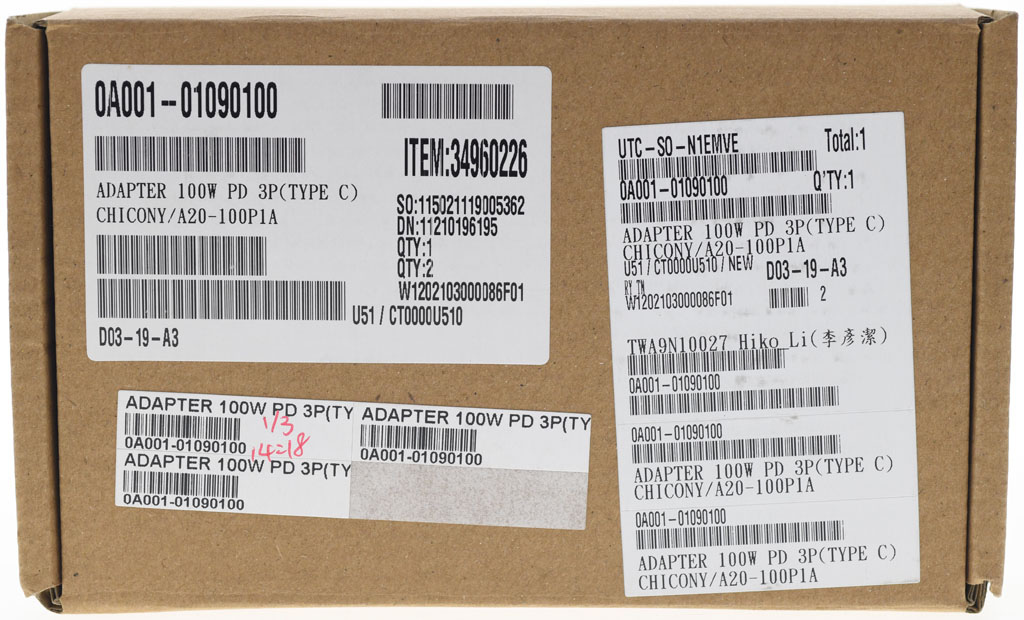 0A001--01090100
ITEM:34960226
ADAPTER 100W PD 3P(TYPE C)
CHICONY/A20-100P1A
SO:115021119005362
DN:11210196195
QTY:1
QTY:2
W1202103000086F01
U51 / CT0000U510
D03-19-A3
UTC-SO-N1EMVE
Total:1
0A001-01090100
Q'TY:1
ADAPTER 100W PD 3P(TYPE C)
CHICONY/A20-100P1A
U51 / CT0000U510 / NEW
D03-19-A3
RY_TN
W1202103000086F01
2
TWA9N10027 Hiko_Li(李彥潔)
0A001-01090100
0A001-01090100
ADAPTER 100W PD 3P(TYPE C)
CHICONY/A20-100P1A
0A001-01090100
ADAPTER 100W PD 3P(TYPE C)
CHICONY/A20-100P1A
ADAPTER 100W PD 3P(TY
1/3
0A001-01090100
14=18
ADAPTER 100W PD 3P(TY
0A001-01090100
ADAPTER 100W PD 3P(TY
0A001-01090100